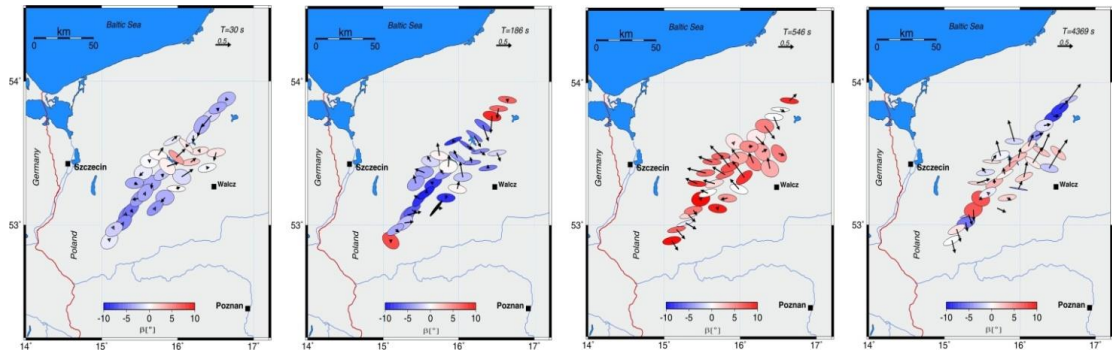 Baltic Sea
km
0 50
T=30 s
0.5
54˚
Germany
Szczecin
Walcz
53˚
Poland
Poznan
-10 -5 0 5 10
β[°]
15˚ 16˚ 17˚
Baltic Sea
km
0 50
T=186 s
0.5
54˚
Germany
Szczecin
Walcz
53˚
Poland
Poznan
-10 -5 0 5 10
β[°]
15˚ 16˚ 17˚
Baltic Sea
km
0 50
T=546 s
0.5
54˚
Germany
Szczecin
Walcz
53˚
Poland
Poznan
-10 -5 0 5 10
β[°]
15˚ 16˚ 17˚
Baltic Sea
km
0 50
T=4369 s
0.5
54˚
Germany
Szczecin
Walcz
53˚
Poland
Poznan
-10 -5 0 5 10
β[°]
15˚ 16˚ 17˚